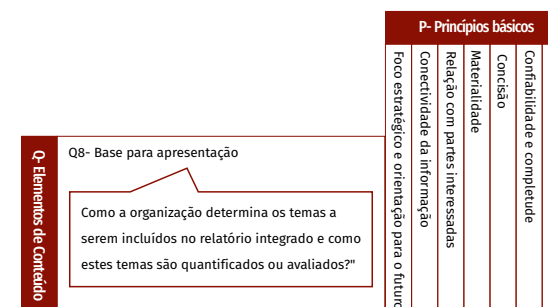 P- Princípios básicos
Foco estratégico e orientação para o futuro
Conectividade da informação
Relação com partes interessadas
Materialidade
Concisão
Confiabilidade e completude
Q- Elementos de Conteúdo
Q8- Base para apresentação
Como a organização determina os temas a
serem incluídos no relatório integrado e como
estes temas são quantificados ou avaliados?"